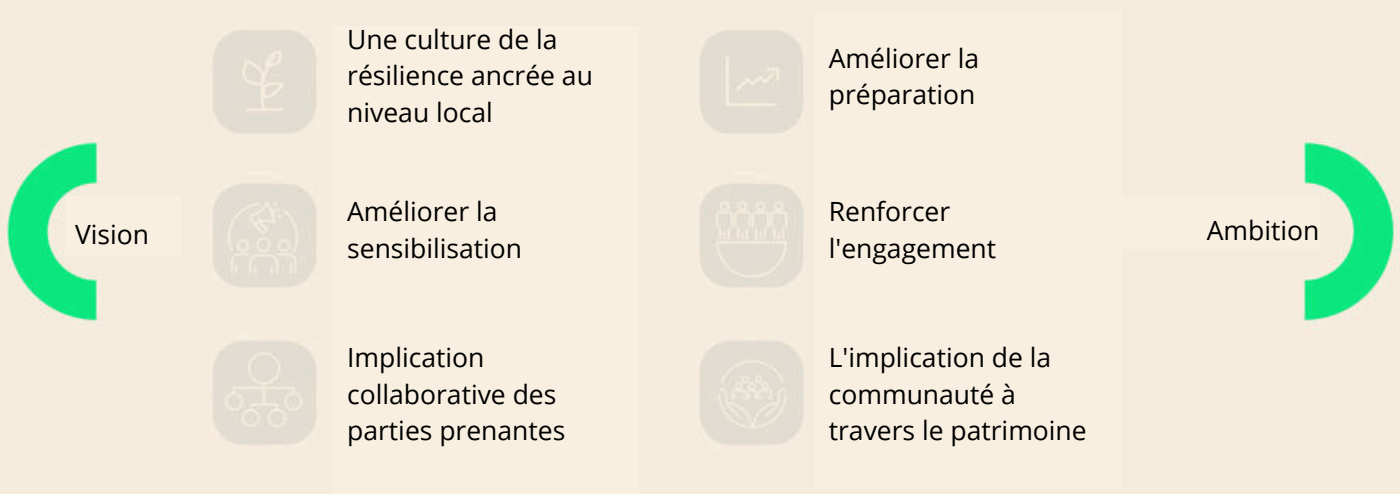 Vision
Une culture de la
résilience ancrée au
niveau local
Améliorer la
sensibilisation
Implication
collaborative des
parties prenantes
Améliorer la
préparation
Renforcer
l'engagement
L'implication de la
communauté à
travers le patrimoine
Ambition